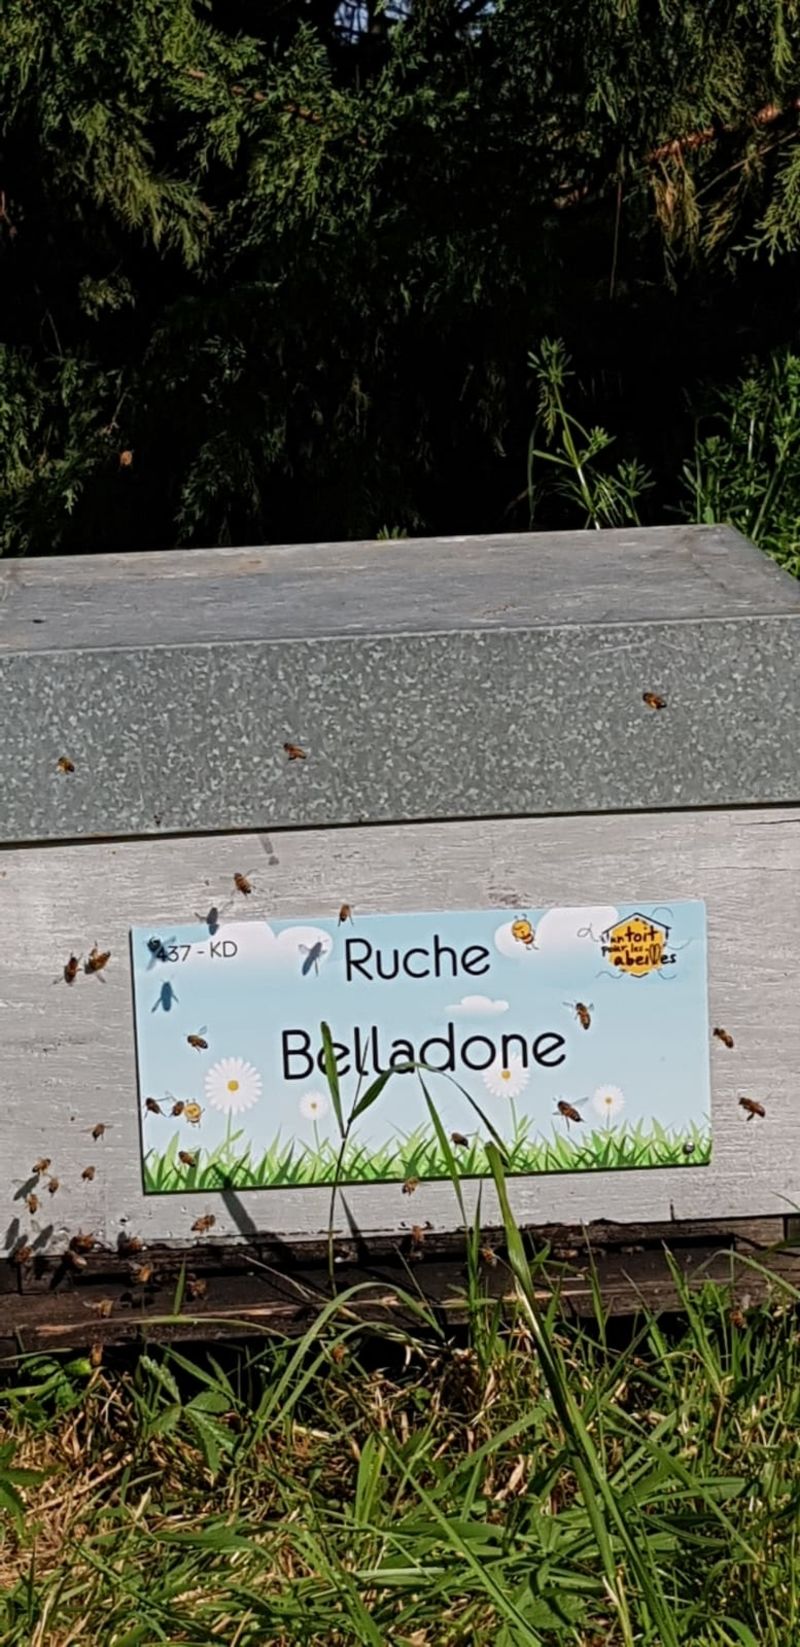 437 - KD
Ruche
Belladone
un toit
pour les
abeilles